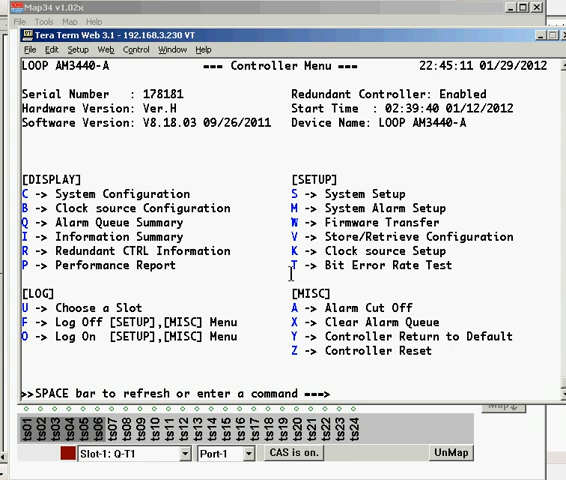 Map34 v1.02x
File Tera Map Help
Tera Term Web 3.1 - 192.168.3.230 VT
File Edit Setup Web Control Window Help
LOOP AM3440-A === Controller Menu === 22:45:11 01/29/2012
Serial Number : 178181 Redundant Controller: Enabled
Hardware Version: Ver.H Start Time : 02:39:40 01/12/2012
Software Version: V8.18.03 09/26/2011 Device Name: LOOP AM3440-A
[DISPLAY] [SETUP]
C -> System Configuration S -> System Setup
B -> Clock source Configuration M -> System Alarm Setup
Q -> Alarm Queue Summary W -> Firmware Transfer
I -> Information Summary V -> Store/Retrieve Configuration
R -> Redundant CTRL Information K -> Clock source Setup
P -> Performance Report T -> Bit Error Rate Test
[LOG] [MISC]
U -> Choose a Slot A -> Alarm Cut Off
F -> Log Off [SETUP],[MISC] Menu X -> Clear Alarm Queue
O -> Log On [SETUP],[MISC] Menu Y -> Controller Return to Default
Z -> Controller Reset
>>SPACE bar to refresh or enter a command ===>
Map
ts01 ts02 ts03 ts04 ts05 ts06 ts07 ts08 ts09 ts10 ts11 ts12 ts13 ts14 ts15 ts16 ts17 ts18 ts19 ts20 ts21 ts22 ts23 ts24
Slot-1: Q-T1 Port-1 CAS is on. UnMap